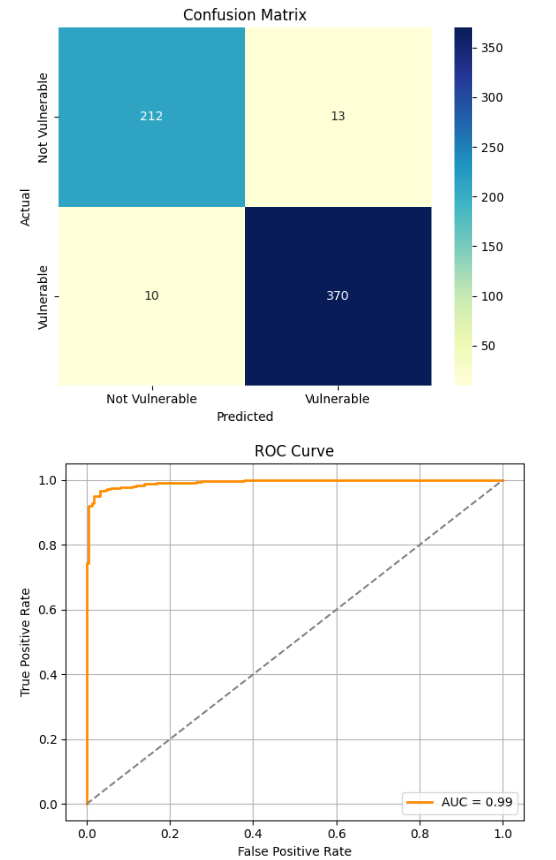 Confusion Matrix
Not Vulnerable
212
13
350
300
250
200
150
100
50
Actual
Vulnerable
10
370
Not Vulnerable
Vulnerable
Predicted
ROC Curve
1.0
0.8
0.6
0.4
0.2
0.0
True Positive Rate
AUC = 0.99
0.0
0.2
0.4
0.6
0.8
1.0
False Positive Rate